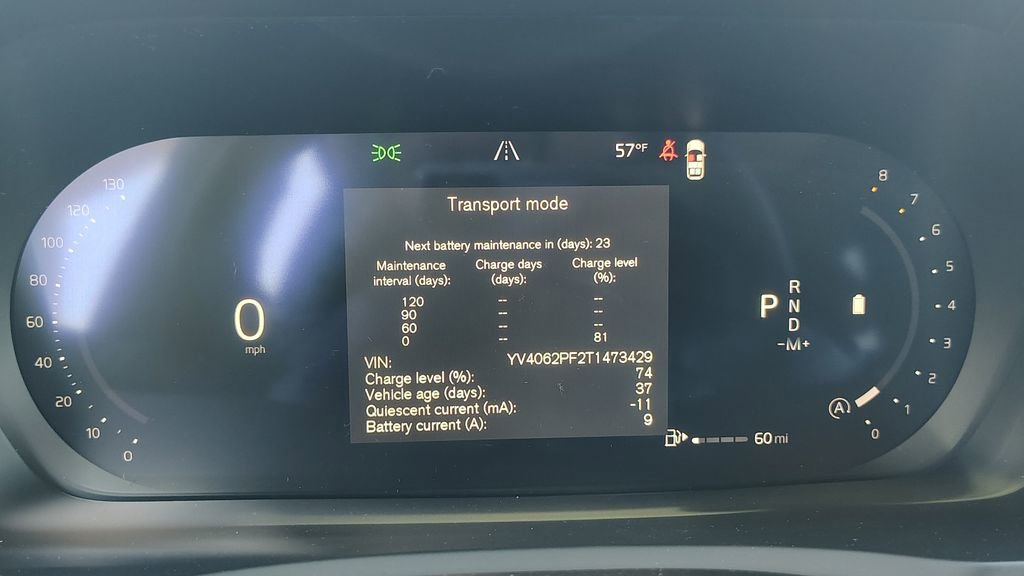 57°F
Transport mode
Next battery maintenance in (days): 23
Maintenance interval (days): Charge days (days): Charge level (%):
120 -- --
90 -- --
60 -- --
0 -- 81
VIN: YV4062PF2T1473429
Charge level (%): 74
Vehicle age (days): 37
Quiescent current (mA): -11
Battery current (A): 9
130
120
100
80
60
40
20
10
0
0
mph
P
R
N
D
-M+
8
7
6
5
4
3
2
1
0
A
60 mi